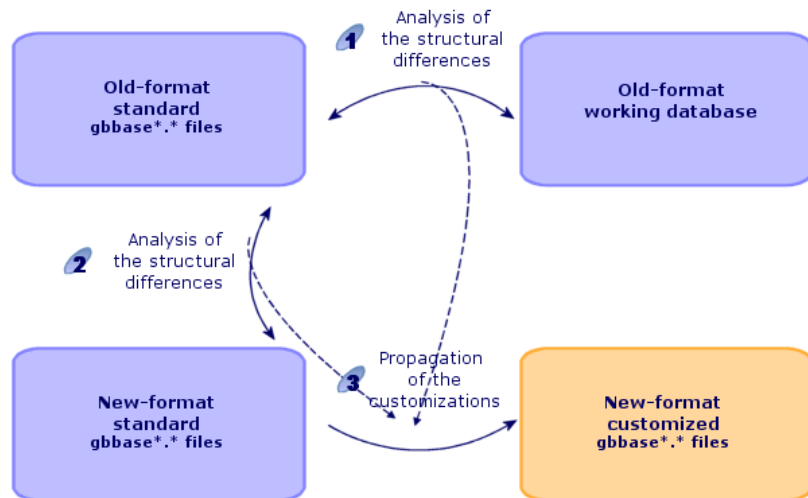 1
Analysis of
the structural
differences
Old-format
standard
gbbase*.* files
Old-format
working database
2
Analysis of
the structural
differences
3
Propagation
of the
customizations
New-format
standard
gbbase*.* files
New-format
customized
gbbase*.* files